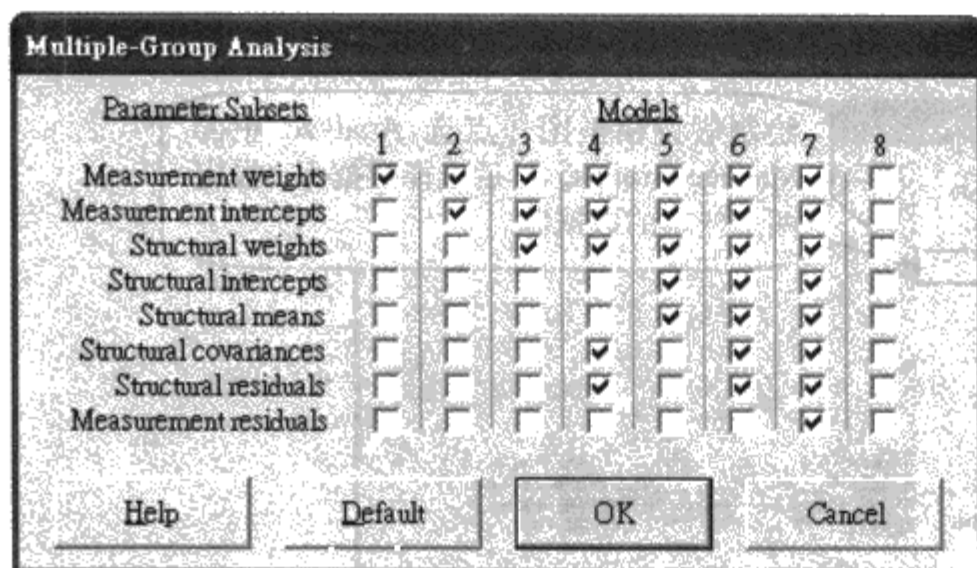 Multiple-Group Analysis
Parameter Subsets Models
1 2 3 4 5 6 7 8
Measurement weights
Measurement intercepts
Structural weights
Structural intercepts
Structural means
Structural covariances
Structural residuals
Measurement residuals
Help Default OK Cancel